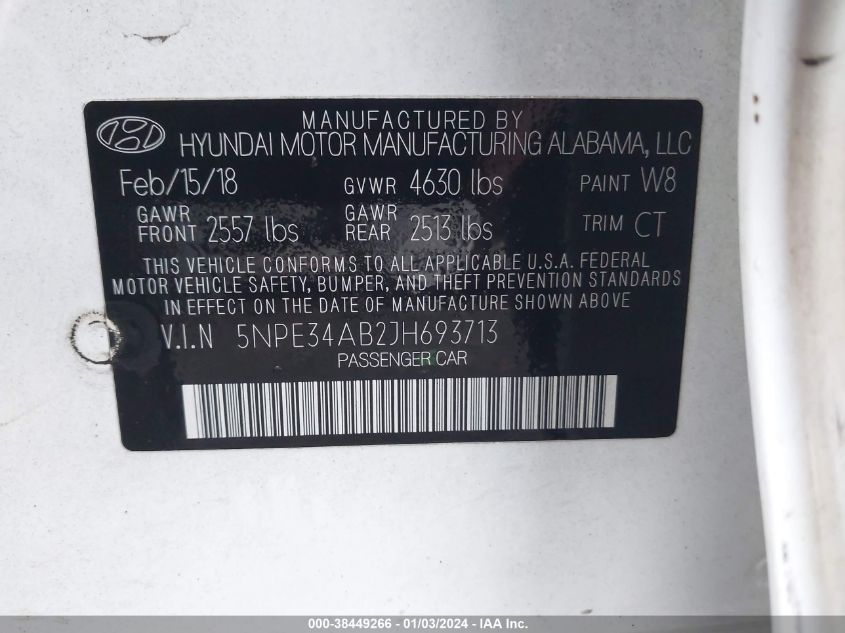 MANUFACTURED BY
HYUNDAI MOTOR MANUFACTURING ALABAMA, LLC
Feb/15/18 GVWR 4630 lbs PAINT W8
GAWR FRONT 2557 lbs GAWR REAR 2513 lbs TRIM CT
THIS VEHICLE CONFORMS TO ALL APPLICABLE U.S.A. FEDERAL
MOTOR VEHICLE SAFETY, BUMPER, AND THEFT PREVENTION STANDARDS
IN EFFECT ON THE DATE OF MANUFACTURE SHOWN ABOVE
V.I.N 5NPE34AB2JH693713
PASSENGER CAR
000-38449266 - 01/03/2024 - IAA Inc.